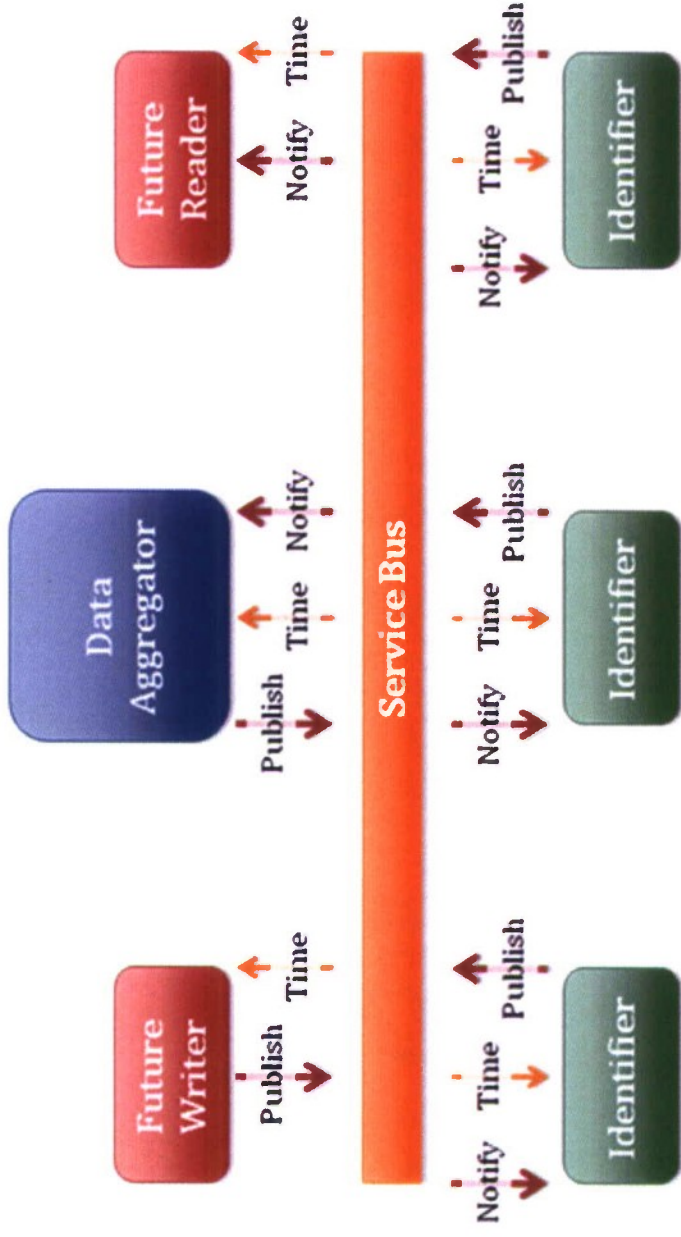 Future
Writer
Data
Aggregator
Future
Reader
Publish
Time
Publish
Time
Notify
Notify
Time
Service Bus
Notify
Time
Publish
Notify
Time
Publish
Notify
Time
Publish
Identifier
Identifier
Identifier